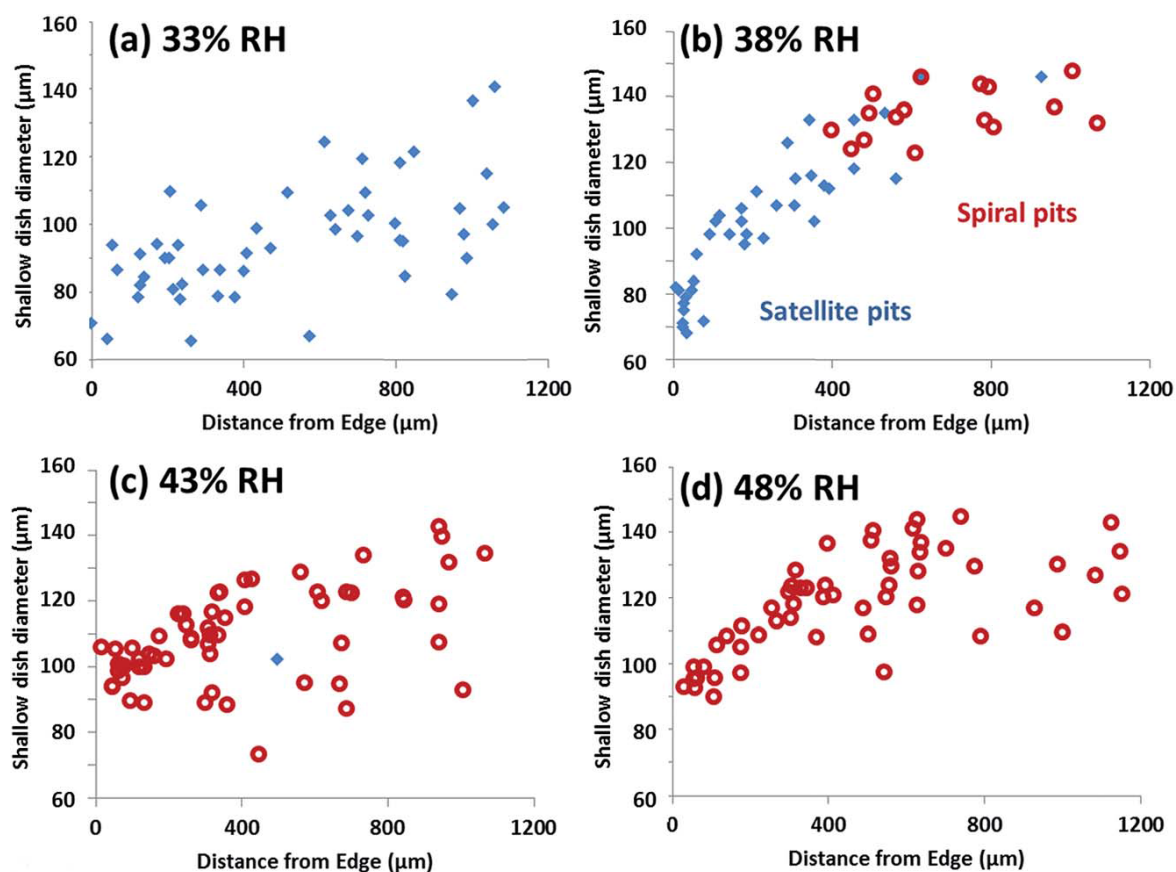 (a) 33% RH
Shallow dish diameter (µm)
160
140
120
100
80
60
0
400
800
1200
Distance from Edge (µm)
(b) 38% RH
Shallow dish diameter (µm)
160
140
120
100
80
60
Spiral pits
Satellite pits
0
400
800
1200
Distance from Edge (µm)
(c) 43% RH
Shallow dish diameter (µm)
160
140
120
100
80
60
0
400
800
1200
Distance from Edge (µm)
(d) 48% RH
Shallow dish diameter (µm)
160
140
120
100
80
60
0
400
800
1200
Distance from Edge (µm)